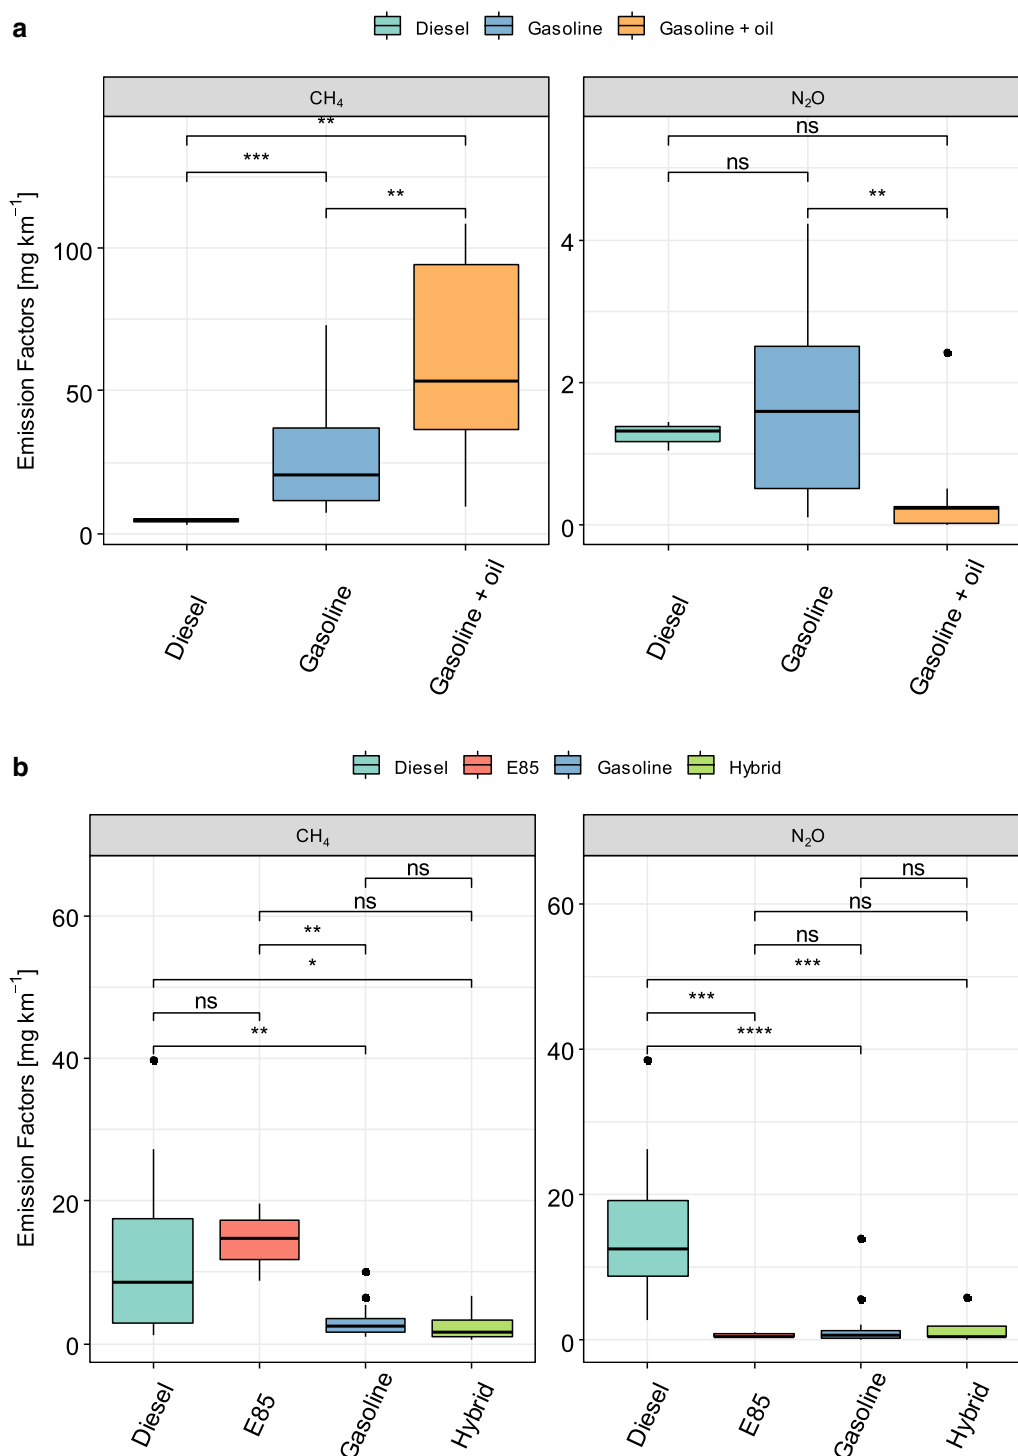 a
Diesel Gasoline Gasoline + oil
CH₄ N₂O
** ns
*** ns
** **
Emission Factors [mg km⁻¹]
100
50
0
4
2
0
Diesel Gasoline Gasoline + oil Diesel Gasoline Gasoline + oil
b
Diesel E85 Gasoline Hybrid
CH₄ N₂O
ns ns
ns ns
** ns
* ***
ns ***
** ****
Emission Factors [mg km⁻¹]
60
40
20
0
60
40
20
0
Diesel E85 Gasoline Hybrid Diesel E85 Gasoline Hybrid